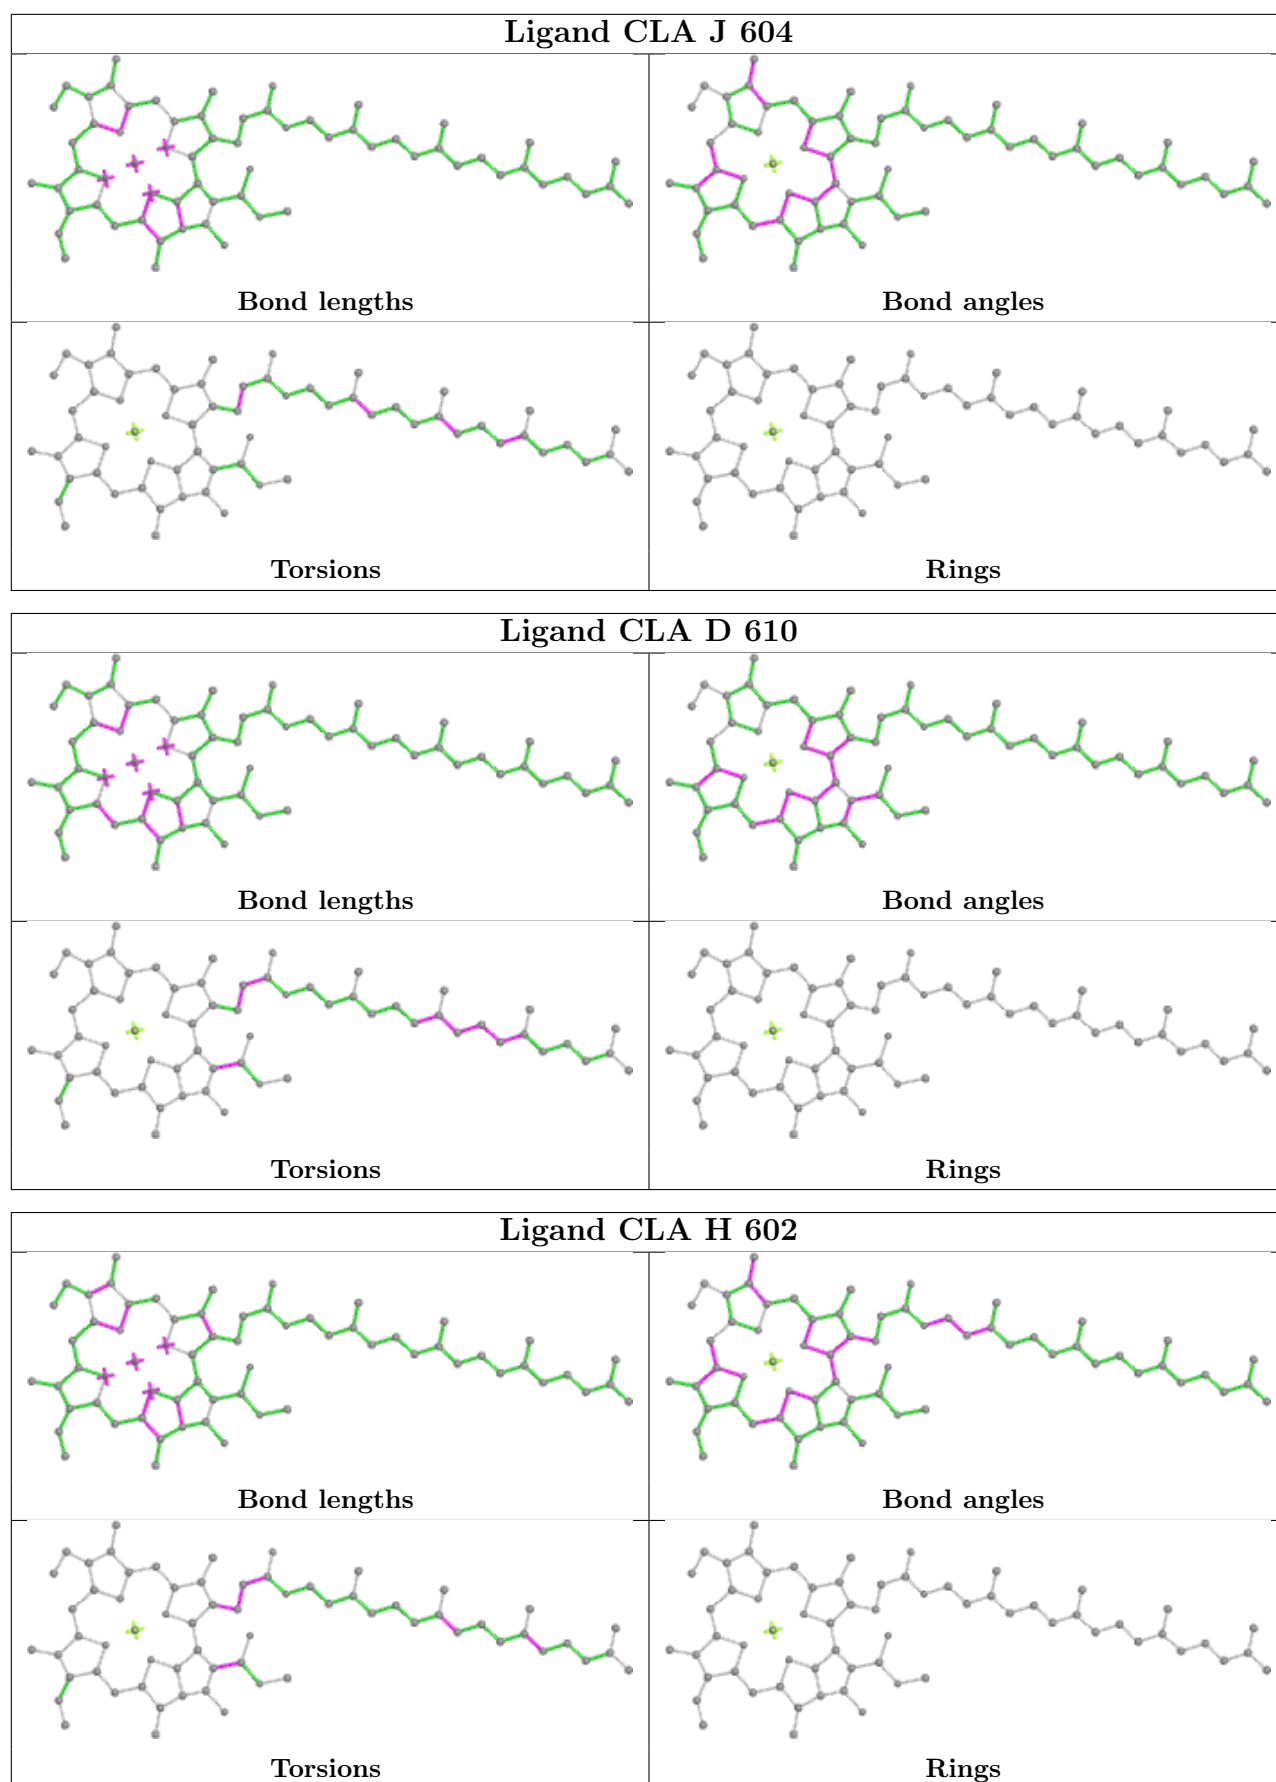 Ligand CLA J 604
Bond lengths
Bond angles
Torsions
Rings
Ligand CLA D 610
Bond lengths
Bond angles
Torsions
Rings
Ligand CLA H 602
Bond lengths
Bond angles
Torsions
Rings